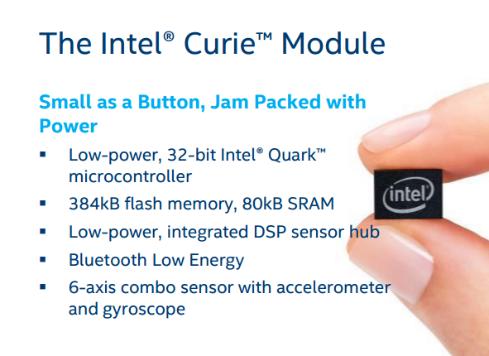 The Intel® Curie™ Module
Small as a Button, Jam Packed with
Power
▪ Low-power, 32-bit Intel® Quark™
microcontroller
▪ 384kB flash memory, 80kB SRAM
▪ Low-power, integrated DSP sensor hub
▪ Bluetooth Low Energy
▪ 6-axis combo sensor with accelerometer
and gyroscope
intel